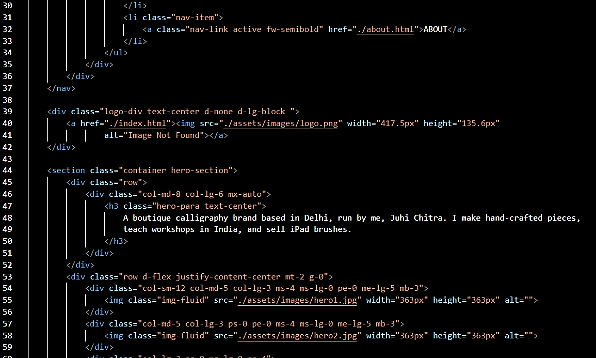 30 </li>
31 <li class="nav-item">
32 <a class="nav-link active fw-semibold" href="./about.html">ABOUT</a>
33 </li>
34 </ul>
35 </div>
36 </div>
37 </nav>
38
39 <div class="logo-div text-center d-none d-lg-block ">
40 <a href="./index.html"><img src="./assets/images/logo.png" width="417.5px" height="135.6px"
41 alt="Image Not Found"></a>
42 </div>
43
44 <section class="container hero-section">
45 <div class="row">
46 <div class="col-md-8 col-lg-6 mx-auto">
47 <h3 class="hero-para text-center">
48 A boutique calligraphy brand based in Delhi, run by me, Juhi Chitra. I make hand-crafted pieces,
49 teach workshops in India, and sell iPad brushes.
50 </h3>
51 </div>
52 </div>
53 <div class="row d-flex justify-content-center mt-2 g-0">
54 <div class="col-sm-12 col-md-5 col-lg-3 ms-4 ms-lg-0 pe-0 me-lg-5 mb-3">
55 <img class="img-fluid" src="./assets/images/hero1.jpg" width="363px" height="363px" alt="">
56 </div>
57 <div class="col-md-5 col-lg-3 ps-0 pe-0 ms-4 ms-lg-0 me-lg-5 mb-3">
58 <img class="img-fluid" src="./assets/images/hero2.jpg" width="363px" height="363px" alt="">
59 </div>